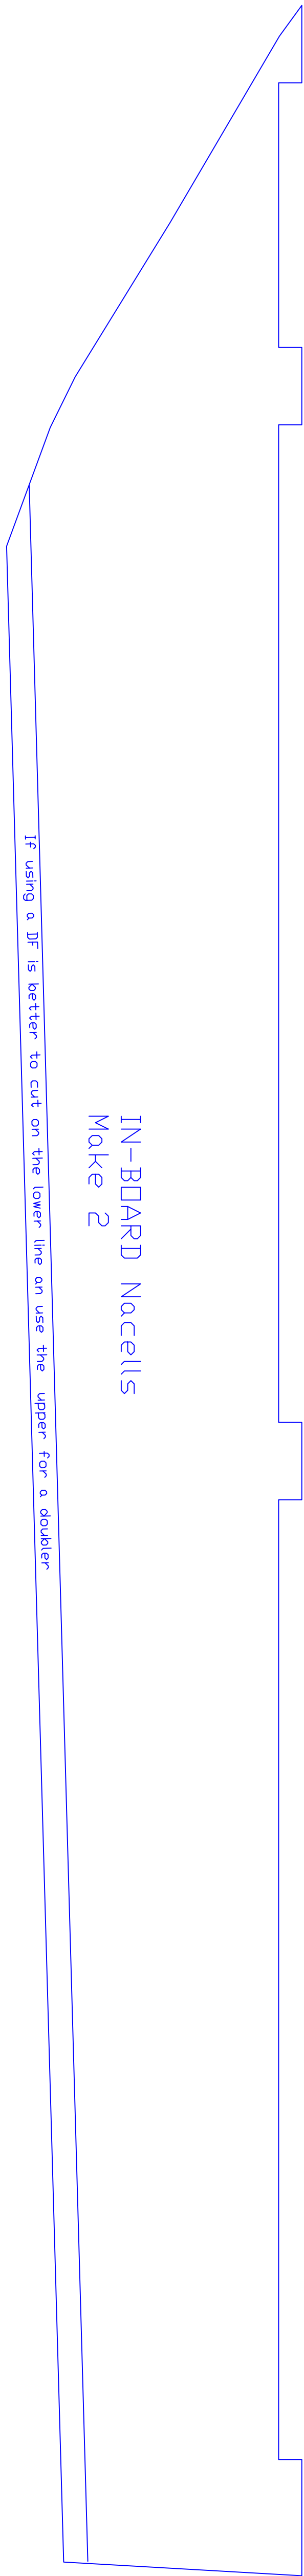 IN-BOARD Nacells
Make 2
If using a DF is better to cut on the lower line an use the upper for a doubler